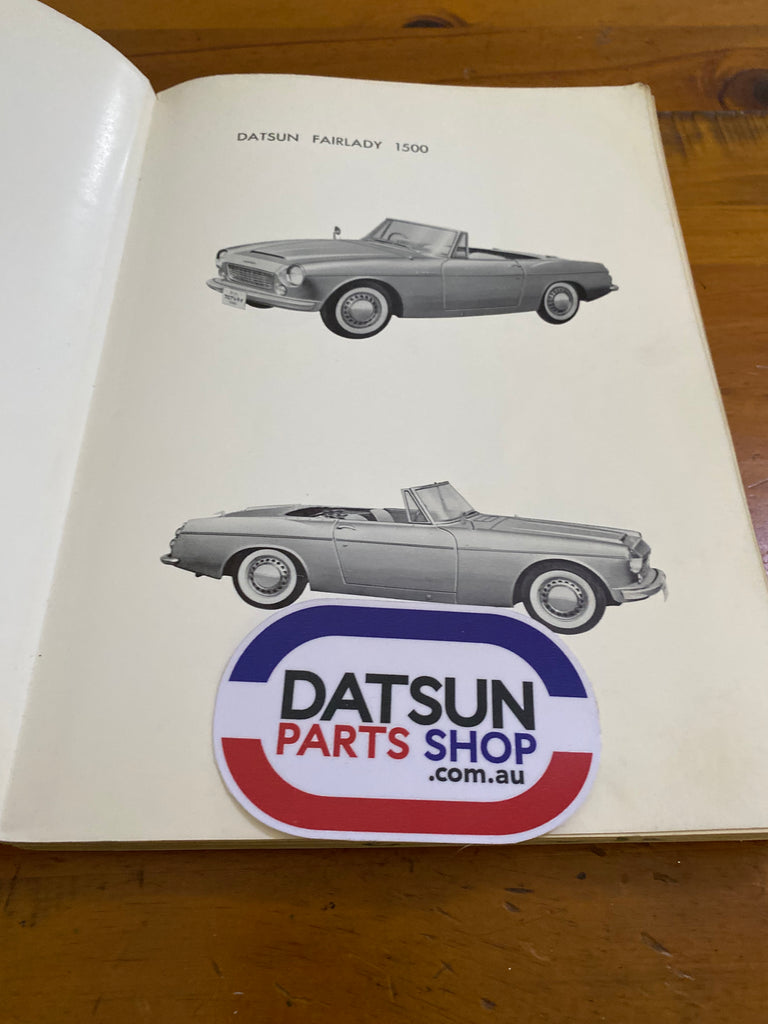 DATSUN FAIRLADY 1500
DATSUN
PARTS SHOP
.com.au